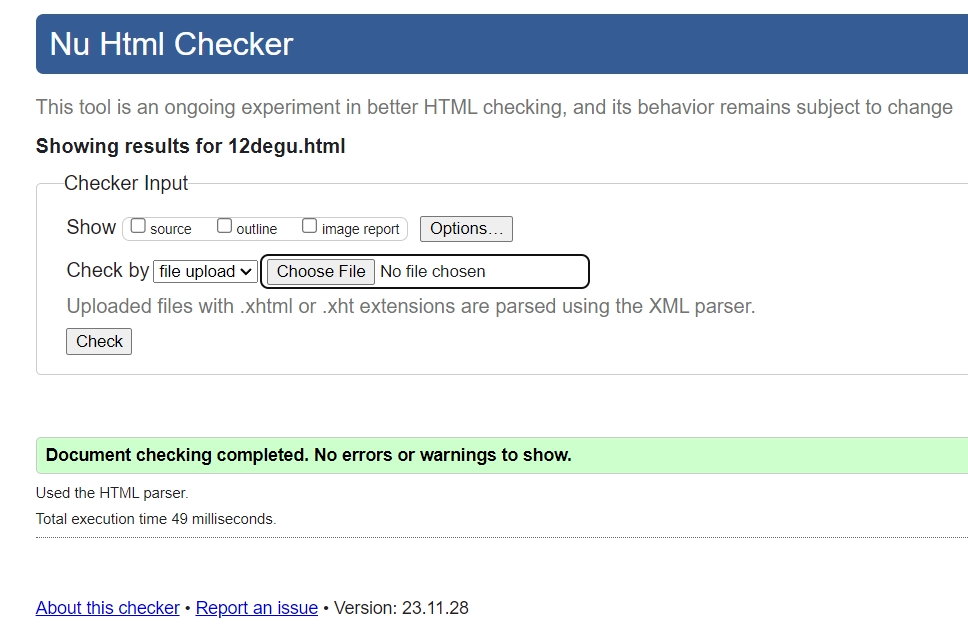 Nu Html Checker
This tool is an ongoing experiment in better HTML checking, and its behavior remains subject to change
Showing results for 12degu.html
Checker Input
Show source outline image report Options…
Check by file upload Choose File No file chosen
Uploaded files with .xhtml or .xht extensions are parsed using the XML parser.
Check
Document checking completed. No errors or warnings to show.
Used the HTML parser.
Total execution time 49 milliseconds.
About this checker • Report an issue • Version: 23.11.28